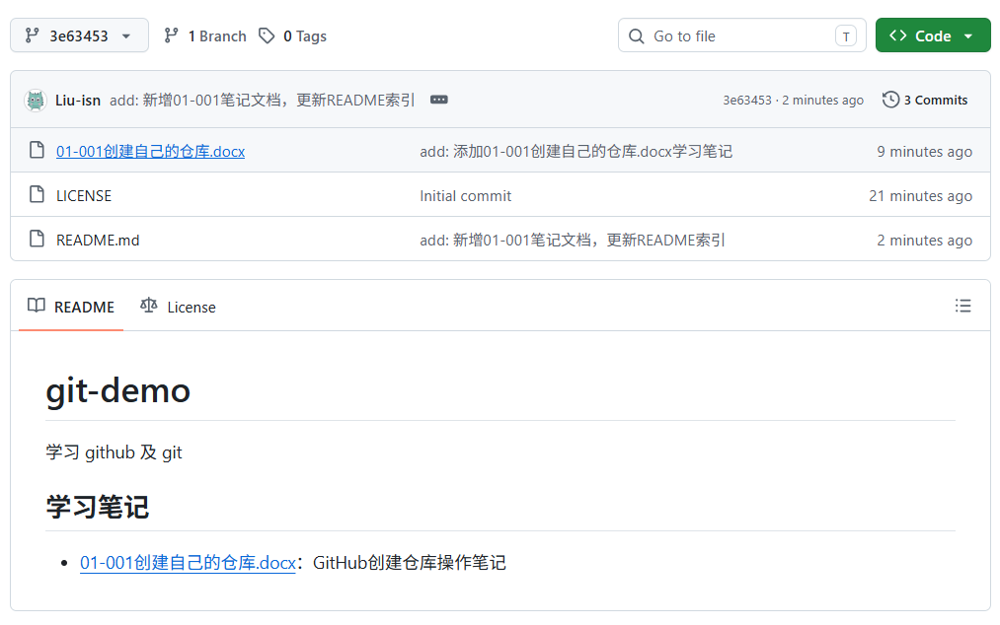 3e63453 1 Branch 0 Tags Go to file T Code
Liu-isn add: 新增01-001笔记文档，更新README索引 3e63453 · 2 minutes ago 3 Commits
01-001创建自己的仓库.docx add: 添加01-001创建自己的仓库.docx学习笔记 9 minutes ago
LICENSE Initial commit 21 minutes ago
README.md add: 新增01-001笔记文档，更新README索引 2 minutes ago
README License
git-demo
学习 github 及 git
学习笔记
• 01-001创建自己的仓库.docx：GitHub创建仓库操作笔记